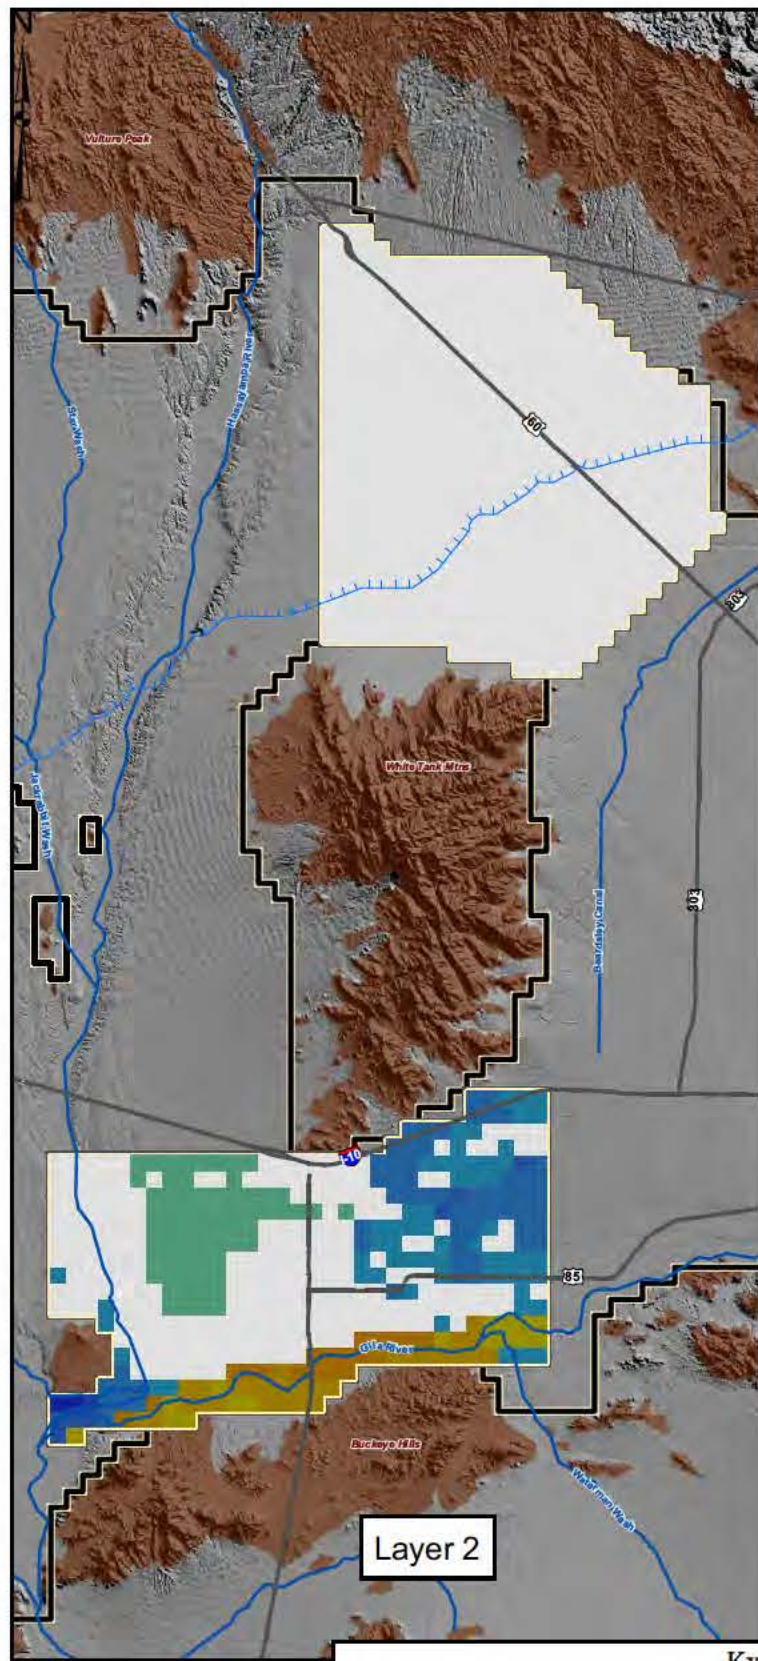 N
Vulture Peak
Hassayampa River
Star Wash
60
303
White Tank Mtns
Jackrabbit Wash
303
Beardsley Canal
I-10
85
Gila River
Buckeye Hills
Waterman Wash
Layer 2